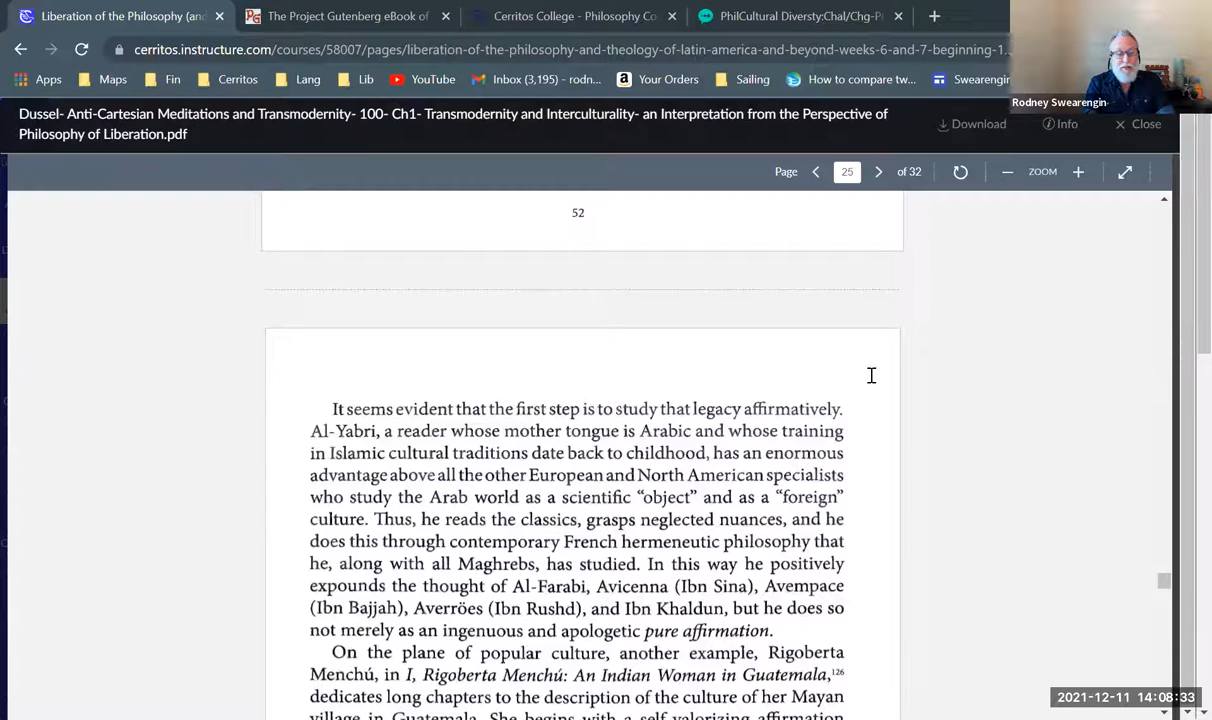 Liberation of the Philosophy (and
The Project Gutenberg eBook of
Cerritos College - Philosophy Co
PhilCultural Diversty:Chal/Chg-P
cerritos.instructure.com/courses/58007/pages/liberation-of-the-philosophy-and-theology-of-latin-america-and-beyond-weeks-6-and-7-beginning-1...
Apps
Maps
Fin
Cerritos
Lang
Lib
YouTube
Inbox (3,195) - rodn...
Your Orders
Sailing
How to compare tw...
Swearengin
Rodney Swearengin
Dussel- Anti-Cartesian Meditations and Transmodernity- 100- Ch1- Transmodernity and Interculturality- an Interpretation from the Perspective of
Philosophy of Liberation.pdf
Download
Info
Close
Page 25 of 32
ZOOM
52
It seems evident that the first step is to study that legacy affirmatively.
Al-Yabri, a reader whose mother tongue is Arabic and whose training
in Islamic cultural traditions date back to childhood, has an enormous
advantage above all the other European and North American specialists
who study the Arab world as a scientific “object” and as a “foreign”
culture. Thus, he reads the classics, grasps neglected nuances, and he
does this through contemporary French hermeneutic philosophy that
he, along with all Maghrebs, has studied. In this way he positively
expounds the thought of Al-Farabi, Avicenna (Ibn Sina), Avempace
(Ibn Bajjah), Averröes (Ibn Rushd), and Ibn Khaldun, but he does so
not merely as an ingenuous and apologetic pure affirmation.
On the plane of popular culture, another example, Rigoberta
Menchú, in I, Rigoberta Menchú: An Indian Woman in Guatemala,126
dedicates long chapters to the description of the culture of her Mayan
village in Guatemala. She begins with a self-valorizing affirmation
2021-12-11 14:08:33